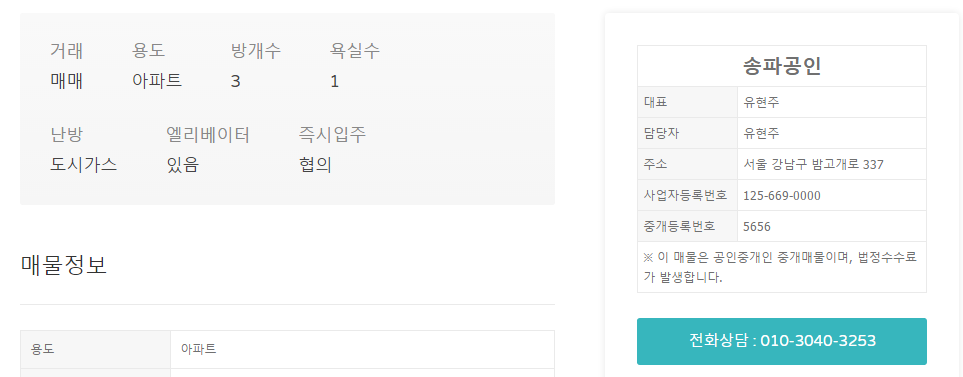 거래 용도 방개수 욕실수
매매 아파트 3 1
난방 엘리베이터 즉시입주
도시가스 있음 협의
매물정보
용도 아파트
송파공인
대표 유현주
담당자 유현주
주소 서울 강남구 밤고개로 337
사업자등록번호 125-669-0000
중개등록번호 5656
※ 이 매물은 공인중개인 중개매물이며, 법정수수료
가 발생합니다.
전화상담 : 010-3040-3253